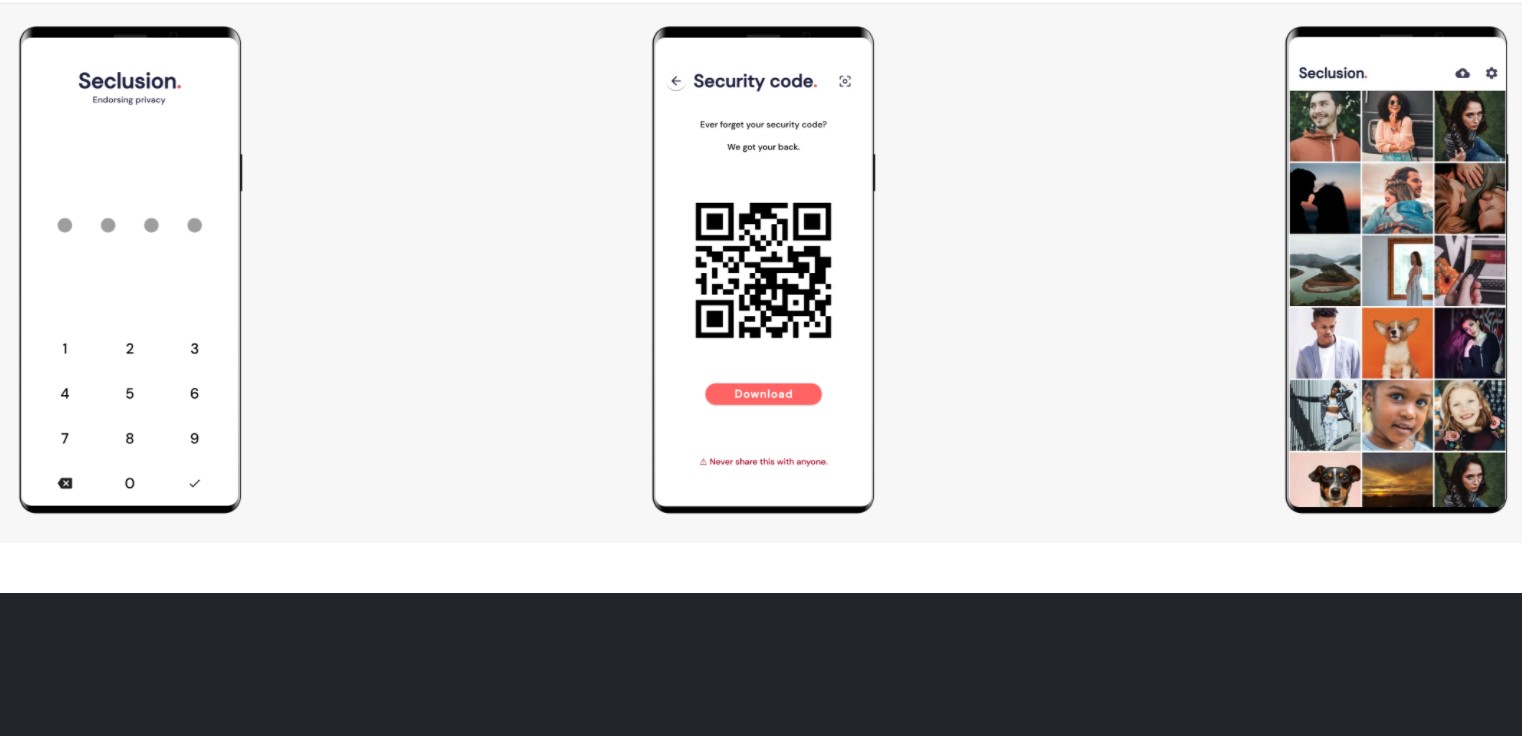 Seclusion.
Endorsing privacy
1 2 3
4 5 6
7 8 9
0
Security code.
Ever forget your security code?
We got your back.
Download
⚠ Never share this with anyone.
Seclusion.